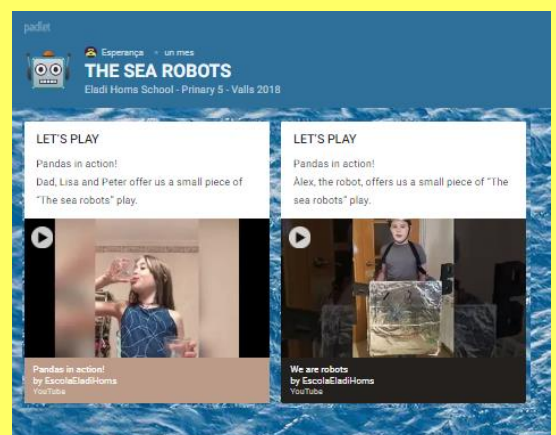 padlet
Esperança • un mes
THE SEA ROBOTS
Eladi Homs School - Prinary 5 - Valls 2018
LET'S PLAY
Pandas in action!
Dad, Lisa and Peter offer us a small piece of
"The sea robots" play.
Pandas in action!
by EscolaEladiHoms
YouTube
LET'S PLAY
Pandas in action!
Àlex, the robot, offers us a small piece of "The
sea robots" play.
We are robots
by EscolaEladiHoms
YouTube